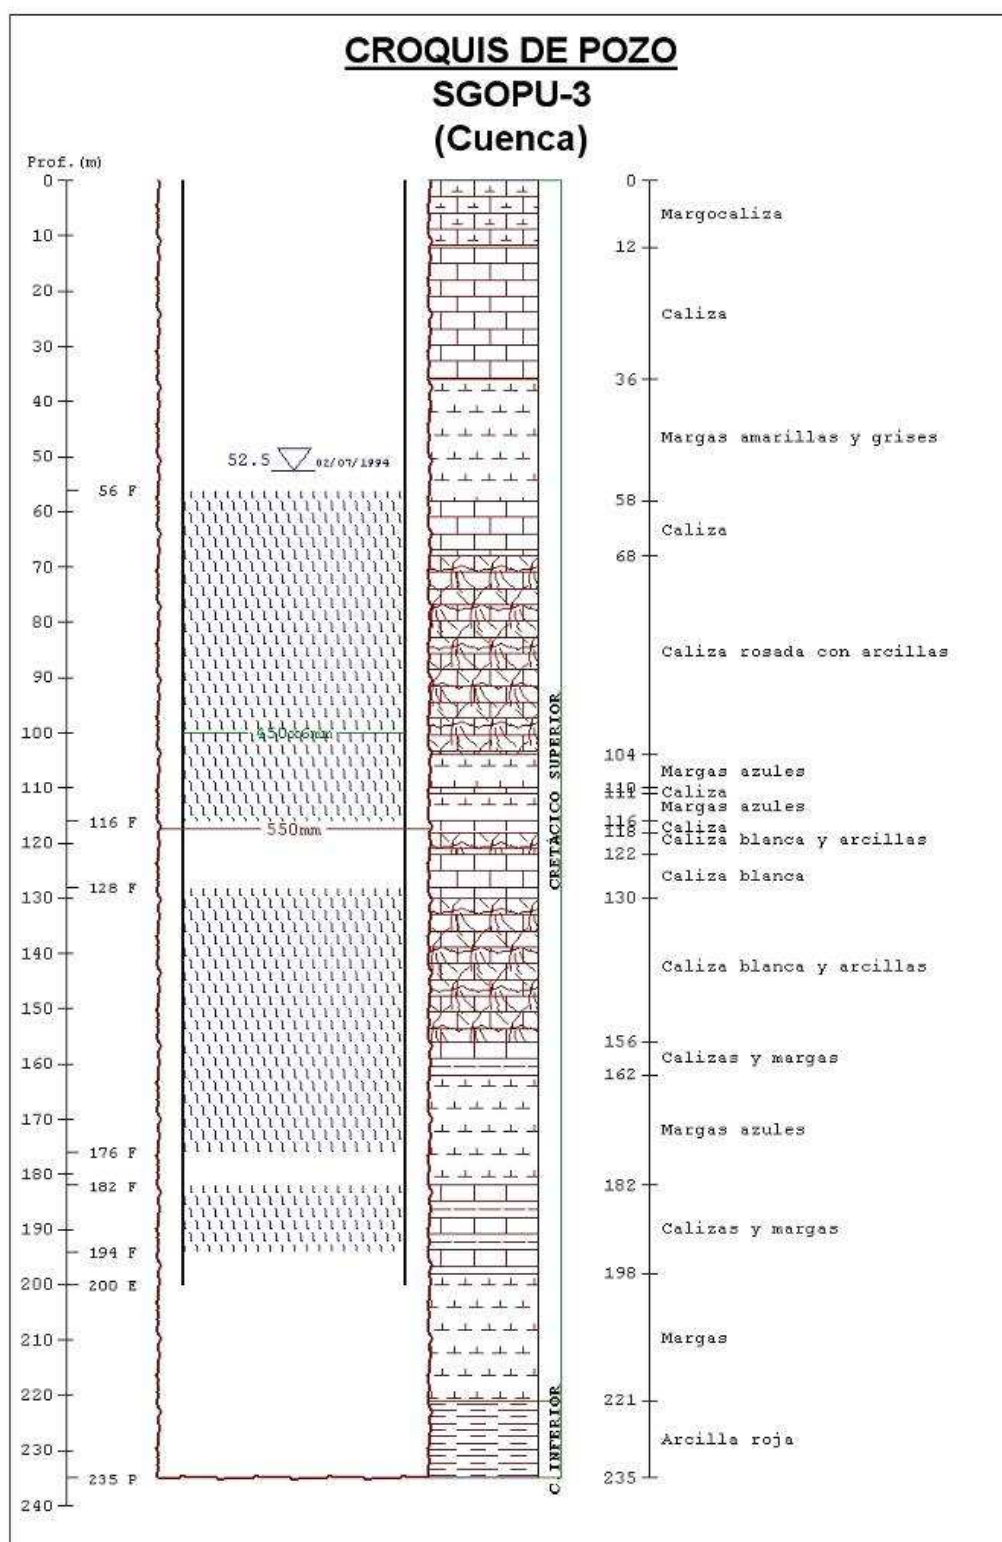 CROQUIS DE POZO
SGOPU-3
(Cuenca)
Prof.(m)
0
10
20
30
40
50
56 F
60
70
80
90
100
110
116 F
120
128 F
130
140
150
160
170
176 F
180
182 F
190
194 F
200
200 E
210
220
230
235 P
240
52.5
02/07/1994
450x6mm
550mm
CRETACICO SUPERIOR
C.INFERIOR
0
Margocaliza
12
Caliza
36
Margas amarillas y grises
58
Caliza
68
Caliza rosada con arcillas
104
Margas azules
110
Caliza
111
Margas azules
116
Caliza
118
Caliza blanca y arcillas
122
Caliza blanca
130
Caliza blanca y arcillas
156
Calizas y margas
162
Margas azules
182
Calizas y margas
198
Margas
221
Arcilla roja
235